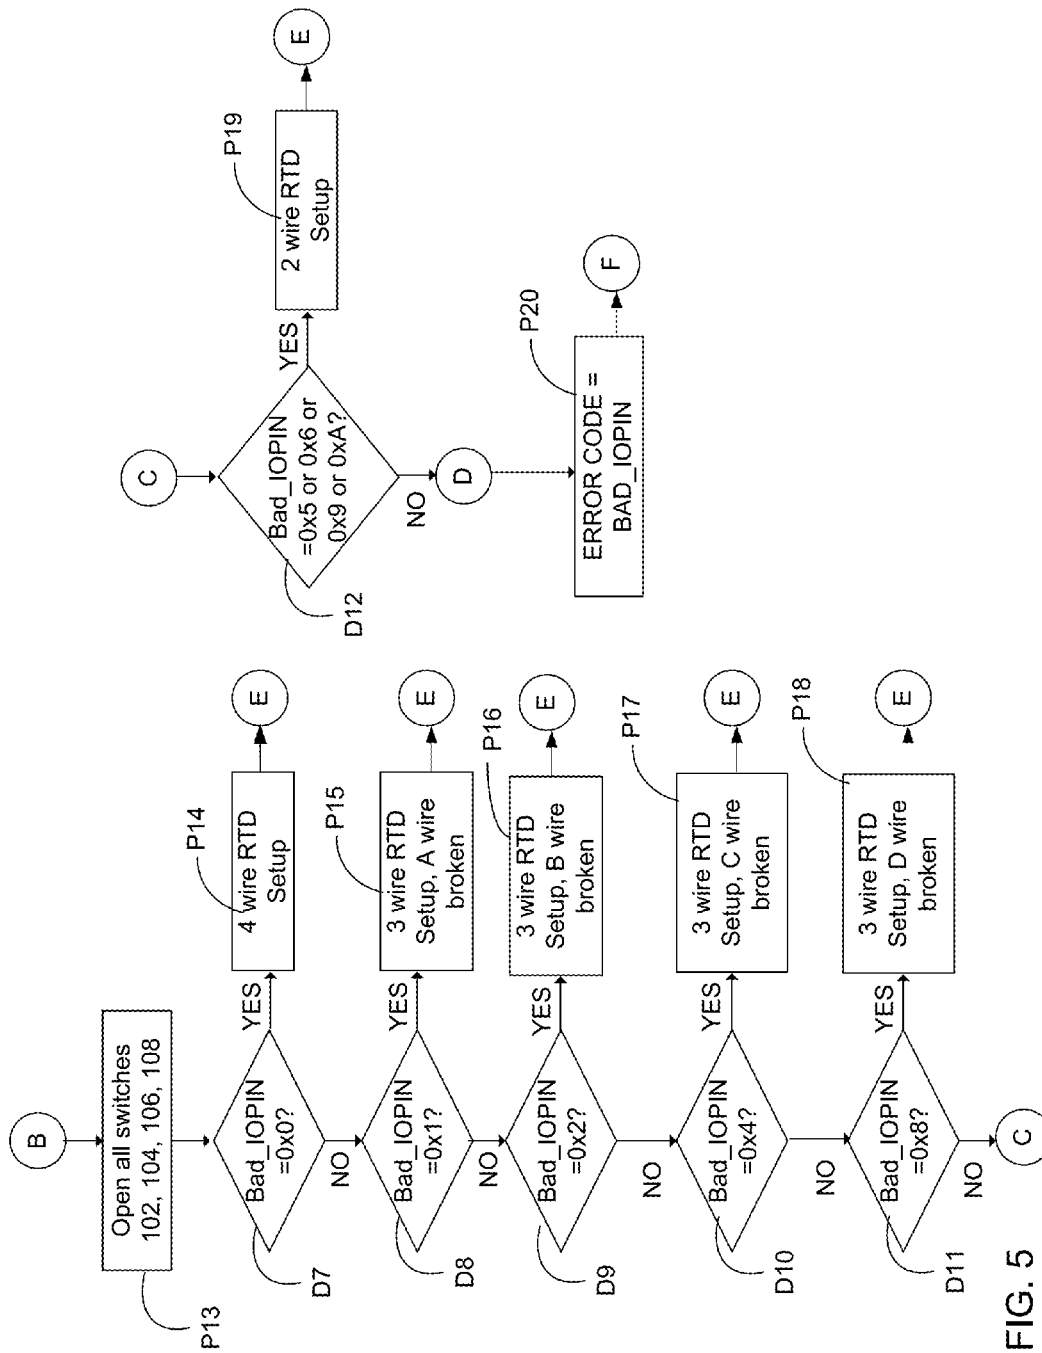 B
Open all switches
102, 104, 106, 108
P13
Bad_IOPIN
=0x0?
D7
YES
4 wire RTD
Setup
P14
E
NO
Bad_IOPIN
=0x1?
D8
YES
3 wire RTD
Setup, A wire
broken
P15
E
NO
Bad_IOPIN
=0x2?
D9
YES
3 wire RTD
Setup, B wire
broken
P16
E
NO
Bad_IOPIN
=0x4?
D10
YES
3 wire RTD
Setup, C wire
broken
P17
E
NO
Bad_IOPIN
=0x8?
D11
YES
3 wire RTD
Setup, D wire
broken
P18
E
NO
C
C
Bad_IOPIN
=0x5 or 0x6 or
0x9 or 0xA?
D12
YES
2 wire RTD
Setup
P19
E
NO
D
ERROR CODE =
BAD_IOPIN
P20
F
FIG. 5